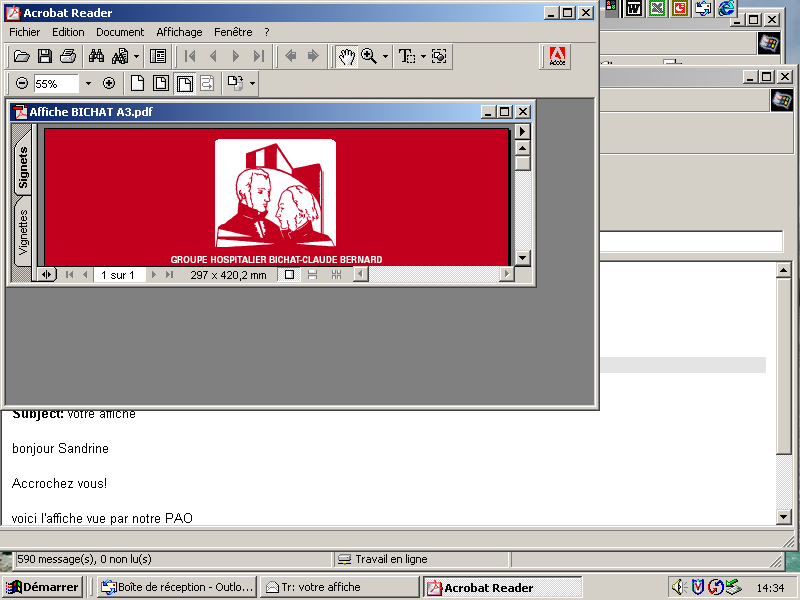 Acrobat Reader
Fichier Edition Document Affichage Fenêtre ?
Adobe
55%
Affiche BICHAT A3.pdf
Signets
Vignettes
GROUPE HOSPITALIER BICHAT-CLAUDE BERNARD
1 sur 1 297 x 420,2 mm
Subject: votre affiche
bonjour Sandrine
Accrochez vous!
voici l'affiche vue par notre PAO
590 message(s), 0 non lu(s) Travail en ligne
Démarrer Boîte de réception - Outlo... Tr: votre affiche Acrobat Reader 14:34